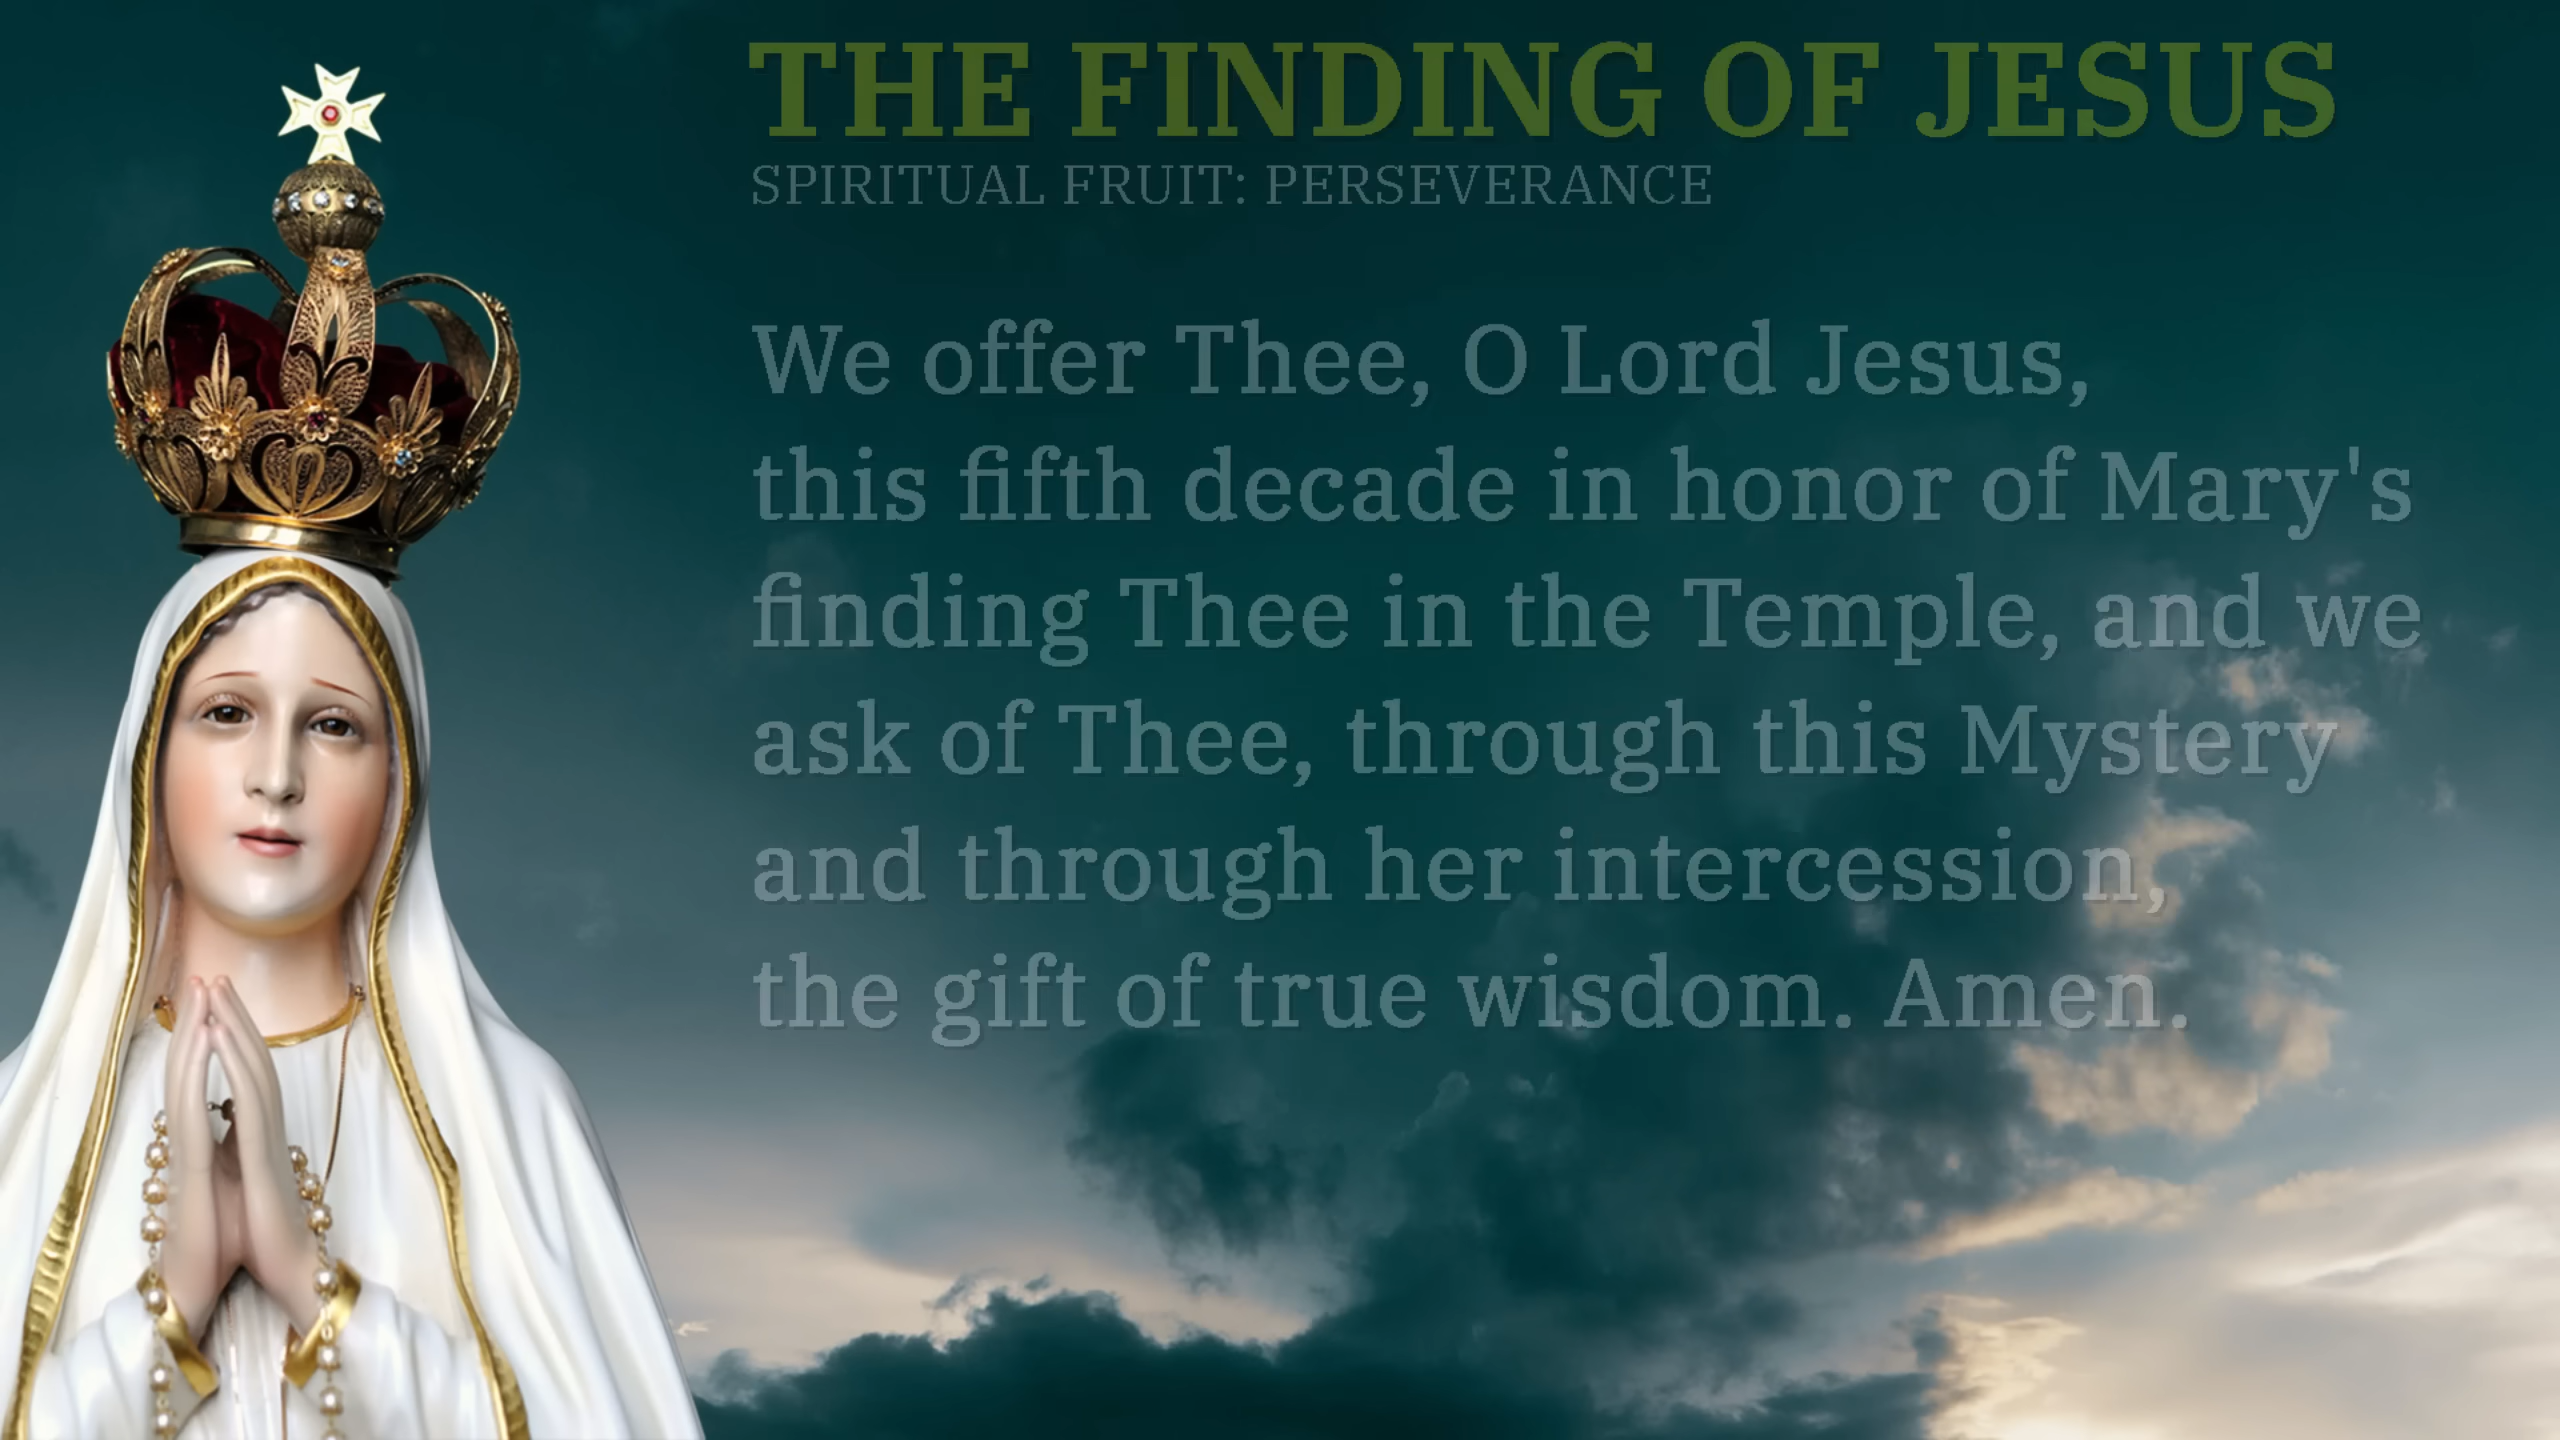 THE FINDING OF JESUS
SPIRITUAL FRUIT: PERSEVERANCE
We offer Thee, O Lord Jesus,
this fifth decade in honor of Mary's
finding Thee in the Temple, and we
ask of Thee, through this Mystery
and through her intercession,
the gift of true wisdom. Amen.